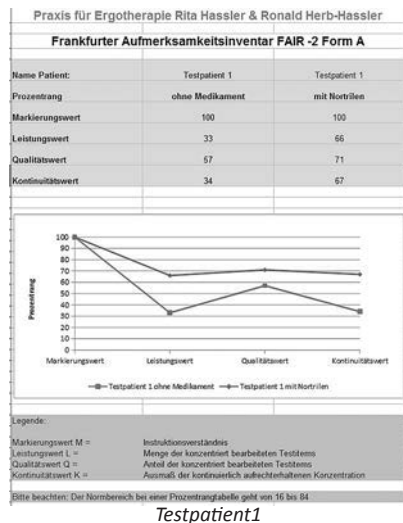 Praxis für Ergotherapie Rita Hassler & Ronald Herb-Hassler
Frankfurter Aufmerksamkeitsinventar FAIR -2 Form A
Name Patient: Testpatient 1 Testpatient 1
Prozentrang ohne Medikament mit Nortrilen
Markierungswert 100 100
Leistungswert 33 66
Qualitätswert 57 71
Kontinuitätswert 34 67
Prozentrang
100
90
80
70
60
50
40
30
20
10
0
Markierungswert Leistungswert Qualitätswert Kontinuitätswert
Testpatient 1 ohne Medikament Testpatient 1 mit Nortrilen
Legende:
Markierungswert M = Instruktionsverständnis
Leistungswert L = Menge der konzentriert bearbeiteten Testitems
Qualitätswert Q = Anteil der konzentriert bearbeiteten Testitems
Kontinuitätswert K = Ausmaß der kontinuierlich aufrechterhaltenen Konzentration
Bitte beachten: Der Normbereich bei einer Prozentrangtabelle geht von 16 bis 84
Testpatient1